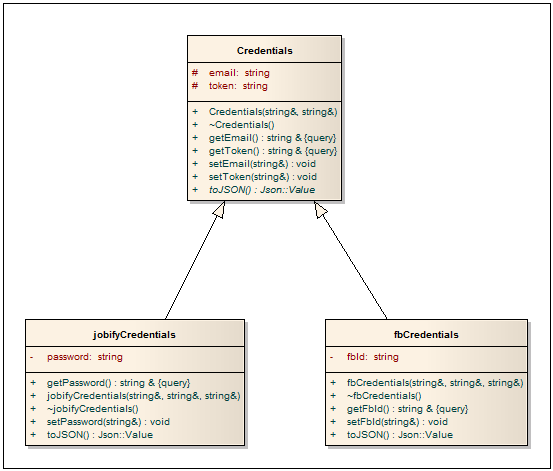 Credentials
# email: string
# token: string
+ Credentials(string&, string&)
+ ~Credentials()
+ getEmail() : string & {query}
+ getToken() : string & {query}
+ setEmail(string&) : void
+ setToken(string&) : void
+ toJSON() : Json::Value
jobifyCredentials
- password: string
+ getPassword() : string & {query}
+ jobifyCredentials(string&, string&, string&)
+ ~jobifyCredentials()
+ setPassword(string&) : void
+ toJSON() : Json::Value
fbCredentials
- fbId: string
+ fbCredentials(string&, string&, string&)
+ ~fbCredentials()
+ getFbId() : string & {query}
+ setFbId(string&) : void
+ toJSON() : Json::Value